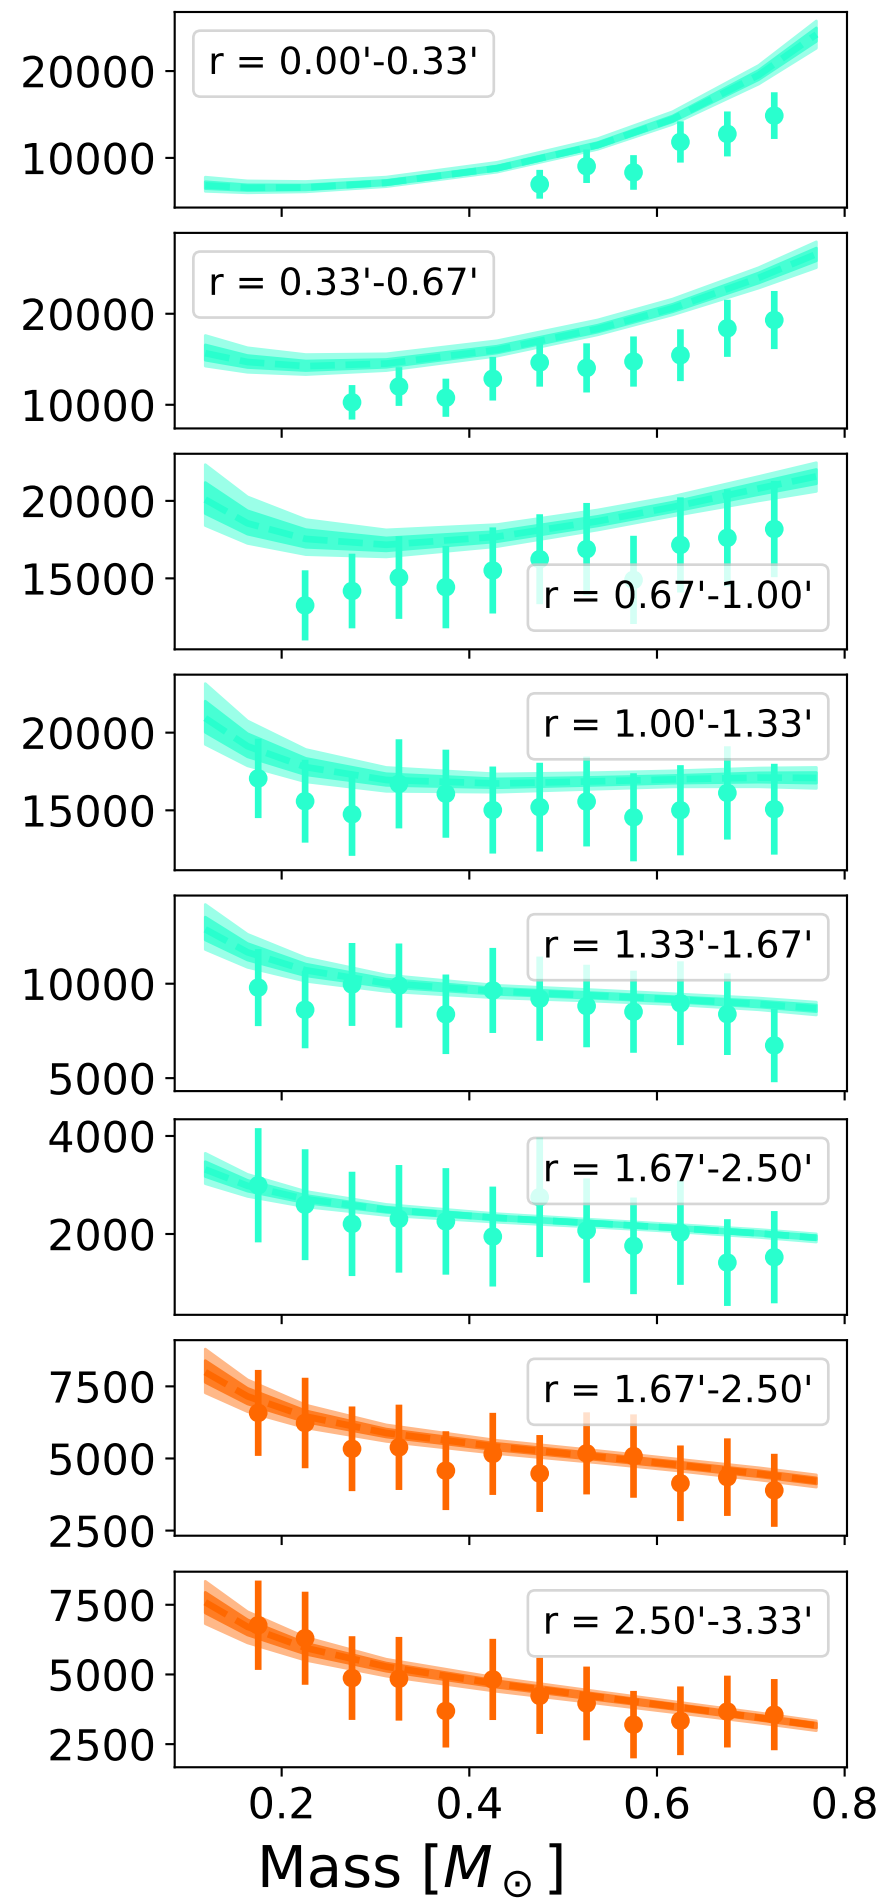 r = 0.00'-0.33'
20000
10000
r = 0.33'-0.67'
20000
10000
20000
15000
r = 0.67'-1.00'
r = 1.00'-1.33'
20000
15000
r = 1.33'-1.67'
10000
5000
4000
r = 1.67'-2.50'
2000
7500
r = 1.67'-2.50'
5000
2500
7500
r = 2.50'-3.33'
5000
2500
0.2 0.4 0.6 0.8
Mass [M⊙]